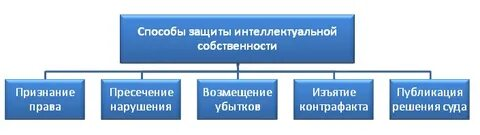 Способы защиты интеллектуальной
собственности
Признание
права
Пресечение
нарушения
Возмещение
убытков
Изъятие
контрафакта
Публикация
решения суда